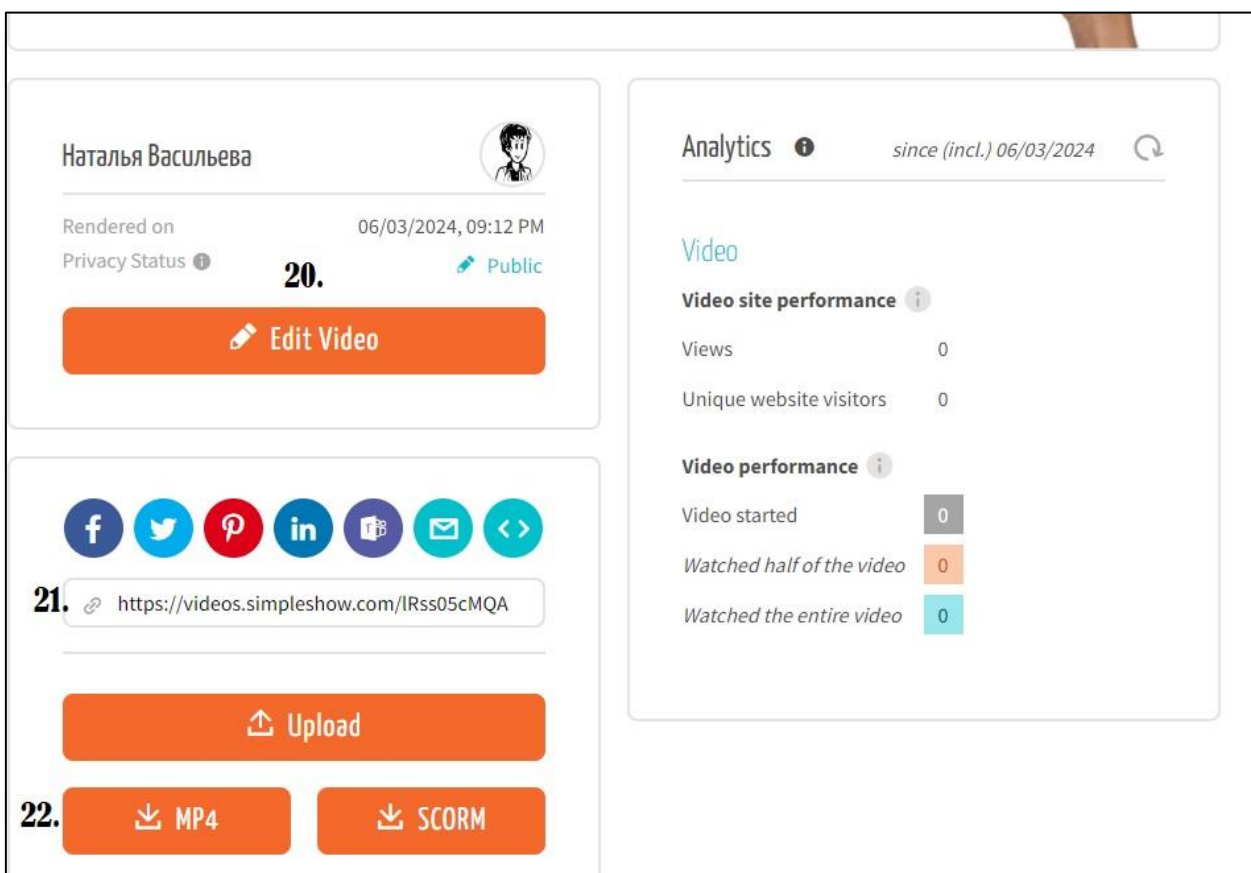 Наталья Васильева
Rendered on 06/03/2024, 09:12 PM
Privacy Status Public
20.
Edit Video
21. https://videos.simpleshow.com/lRss05cMQA
Upload
22. MP4 SCORM
Analytics since (incl.) 06/03/2024
Video
Video site performance
Views 0
Unique website visitors 0
Video performance
Video started 0
Watched half of the video 0
Watched the entire video 0